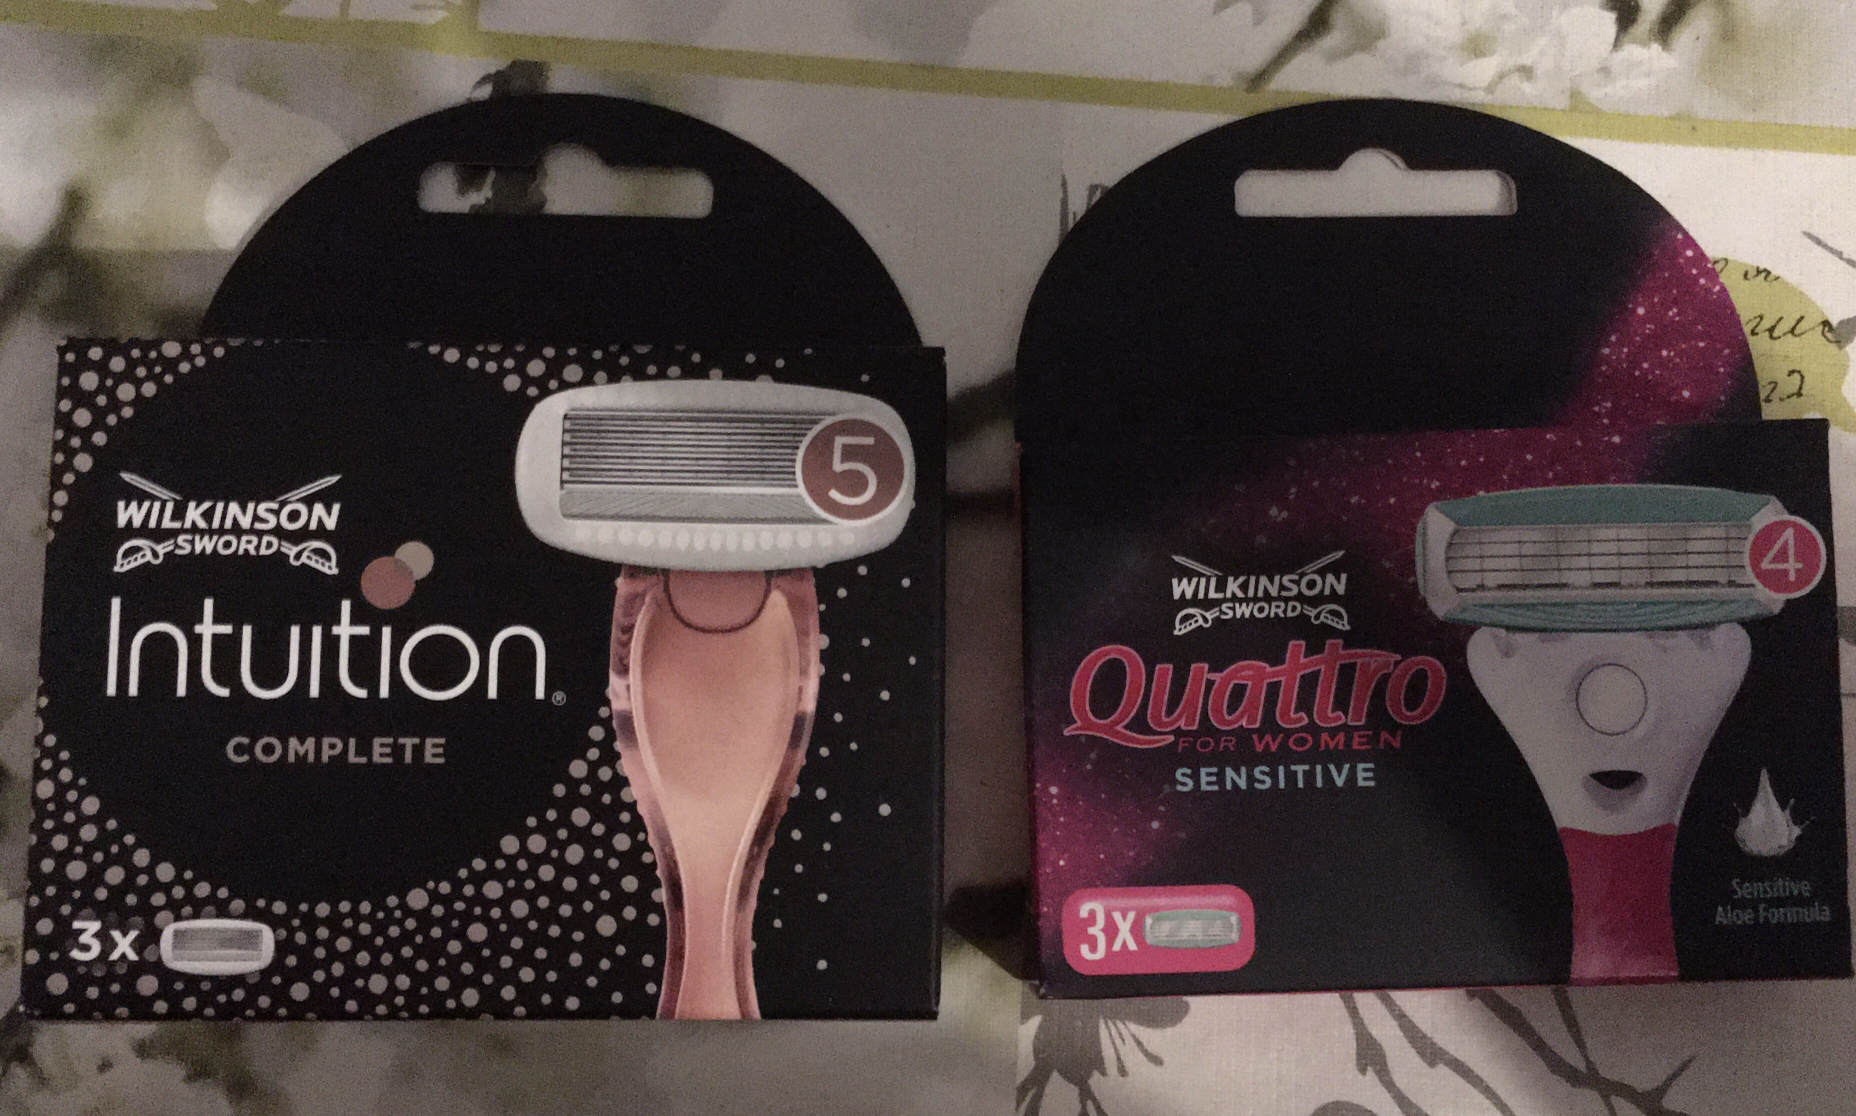 WILKINSON
SWORD
Intuition®
COMPLETE
5
3x
WILKINSON
SWORD
Quattro
FOR WOMEN
SENSITIVE
4
3x
Sensitive
Aloe Formula